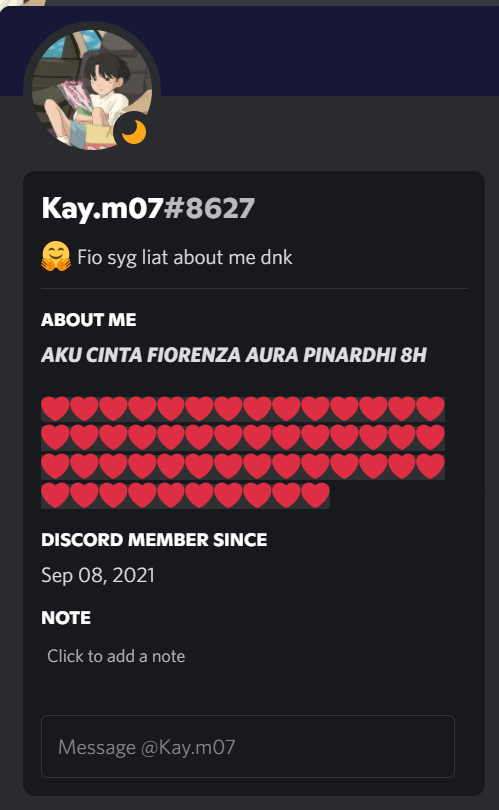 Kay.m07#8627
🤗 Fio syg liat about me dnk
ABOUT ME
AKU CINTA FIORENZA AURA PINARDHI 8H
❤️❤️❤️❤️❤️❤️❤️❤️❤️❤️❤️❤️❤️❤️
❤️❤️❤️❤️❤️❤️❤️❤️❤️❤️❤️❤️❤️❤️
❤️❤️❤️❤️❤️❤️❤️❤️❤️❤️❤️❤️❤️❤️
❤️❤️❤️❤️❤️❤️❤️❤️❤️❤️
DISCORD MEMBER SINCE
Sep 08, 2021
NOTE
Click to add a note
Message @Kay.m07